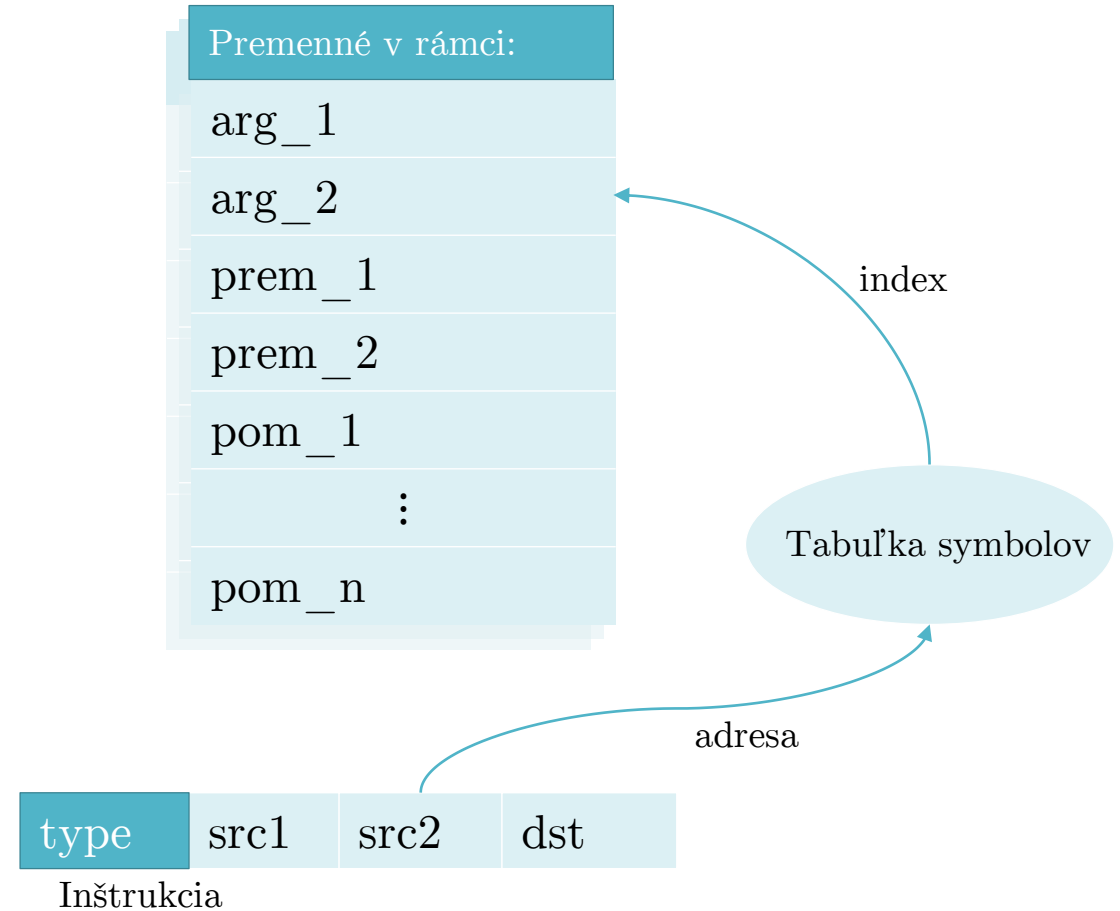 Premenné v rámci:
arg_1
arg_2
prem_1
prem_2
pom_1
⋮
pom_n
index
Tabuľka symbolov
adresa
type src1 src2 dst
Inštrukcia